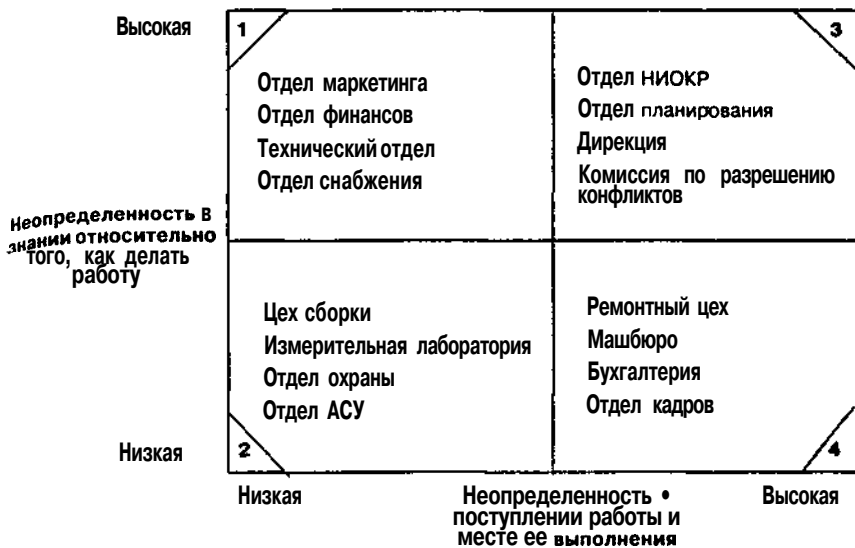 Высокая
1
Отдел маркетинга
Отдел финансов
Технический отдел
Отдел снабжения
3
Отдел НИОКР
Отдел планирования
Дирекция
Комиссия по разрешению
конфликтов
Неопределенность в
знании относительно
того, как делать
работу
Цех сборки
Измерительная лаборатория
Отдел охраны
Отдел АСУ
2
Ремонтный цех
Машбюро
Бухгалтерия
Отдел кадров
4
Низкая
Низкая
Неопределенность •
поступлении работы и
месте ее выполнения
Высокая